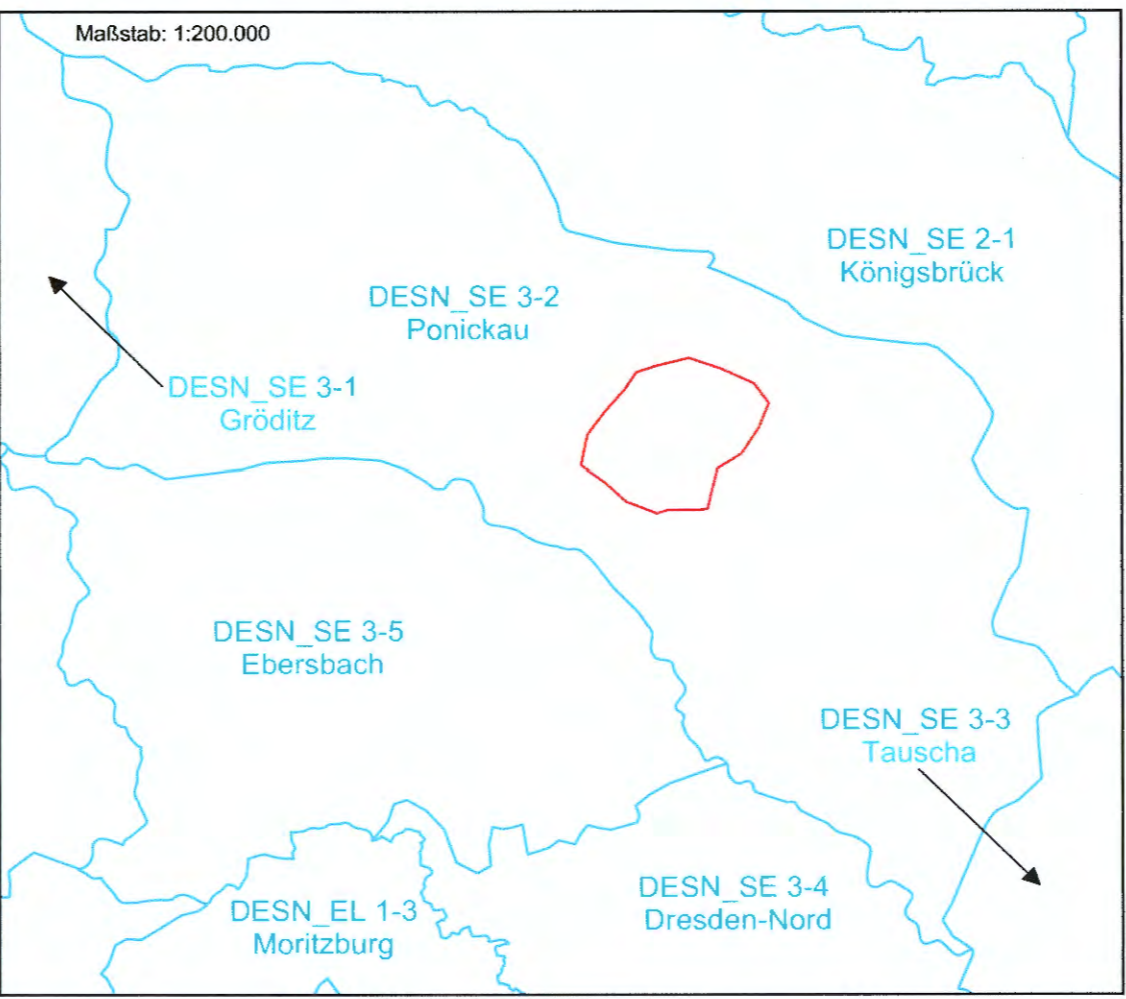 Maßstab: 1:200.000
DESN_SE 2-1
Königsbrück
DESN_SE 3-2
Ponickau
DESN_SE 3-1
Gröditz
DESN_SE 3-5
Ebersbach
DESN_SE 3-3
Tauscha
DESN_SE 3-4
Dresden-Nord
DESN_EL 1-3
Moritzburg